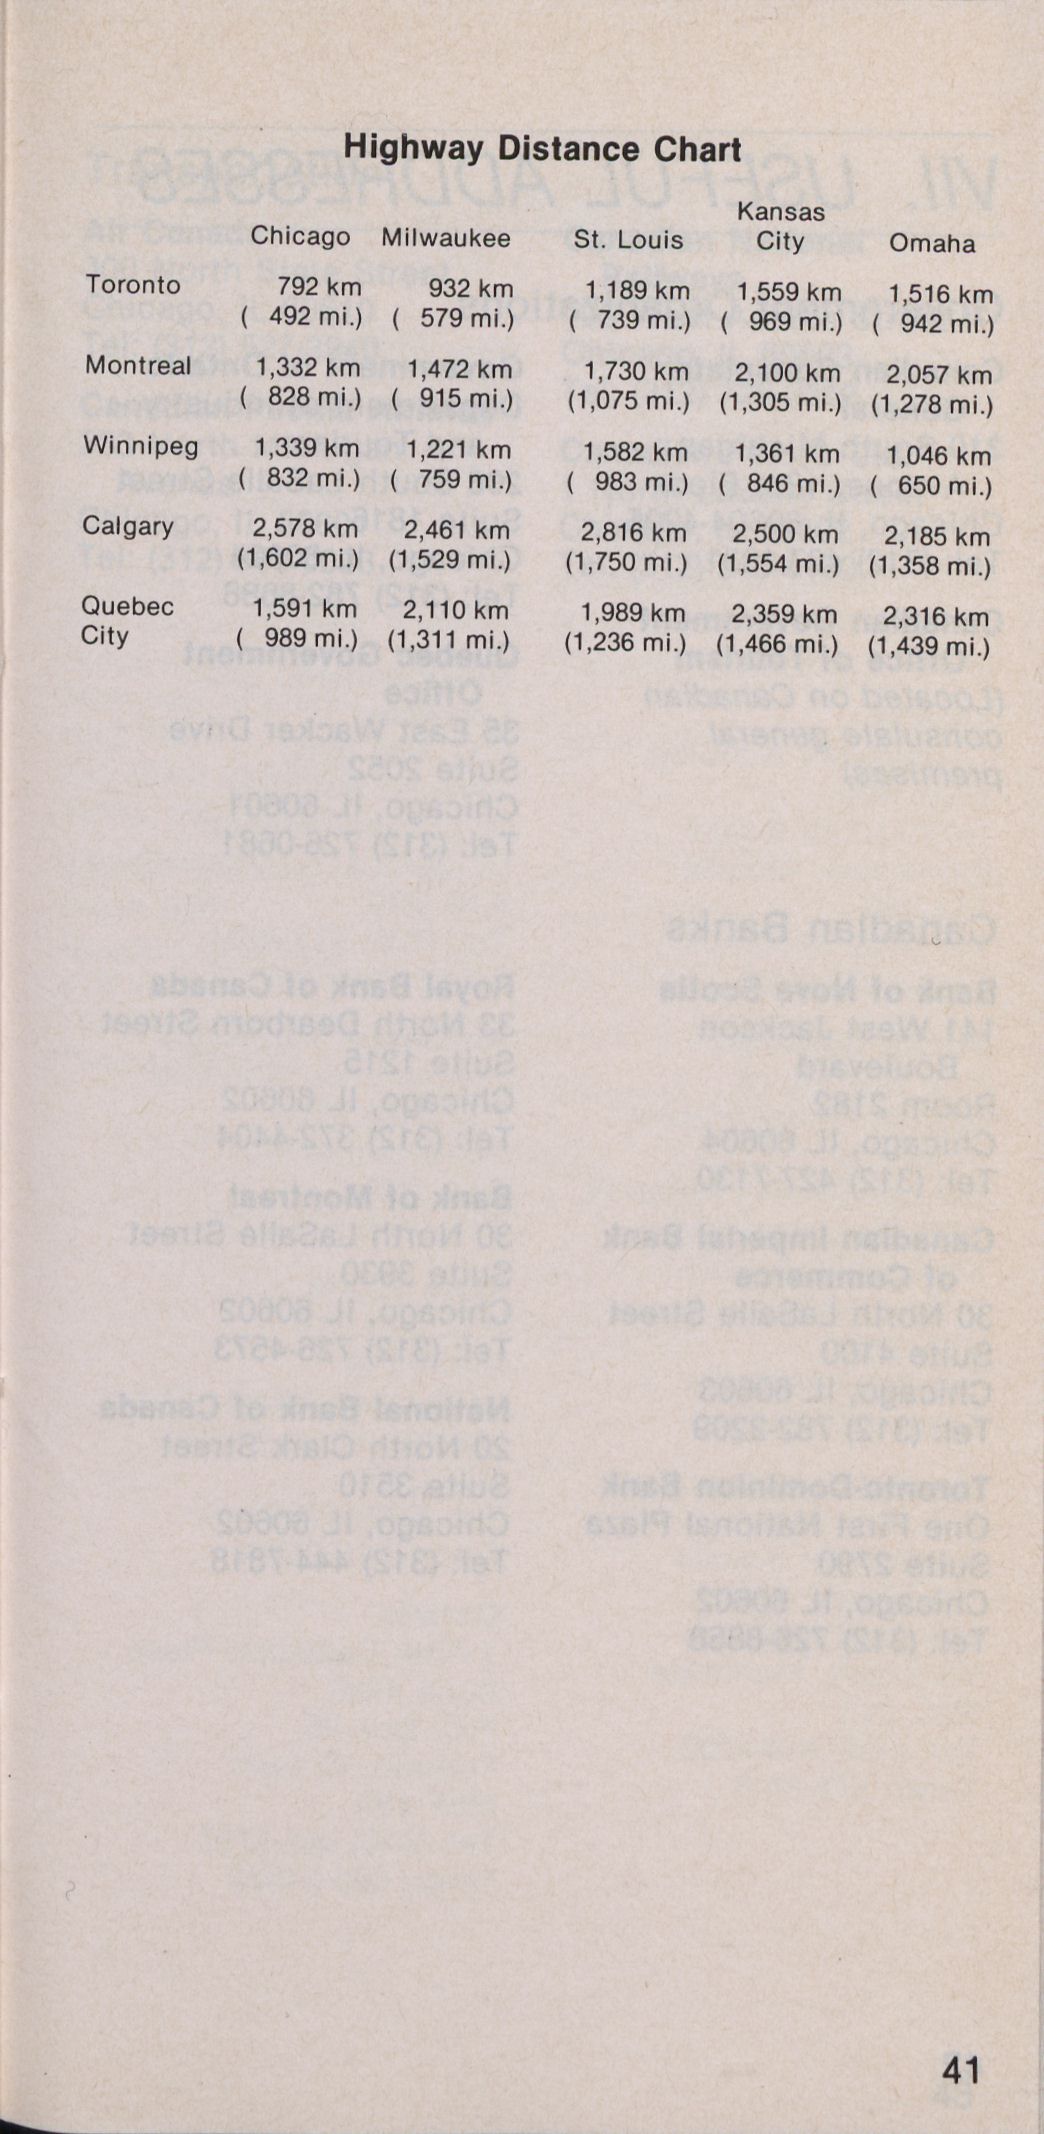 Highway Distance Chart
Kansas
Chicago Milwaukee St. Louis City Omaha
Toronto 792 km 932 km 1,189 km 1,559 km 1,516 km
( 492 mi.) ( 579 mi.) ( 739 mi.) ( 969 mi.) ( 942 mi.)
Montreal 1,332 km 1,472 km 1,730 km 2,100 km 2,057 km
( 828 mi.) ( 915 mi.) (1,075 mi.) (1,305 mi.) (1,278 mi.)
Winnipeg 1,339 km 1,221 km 1,582 km 1,361 km 1,046 km
( 832 mi.) ( 759 mi.) ( 983 mi.) ( 846 mi.) ( 650 mi.)
Calgary 2,578 km 2,461 km 2,816 km 2,500 km 2,185 km
(1,602 mi.) (1,529 mi.) (1,750 mi.) (1,554 mi.) (1,358 mi.)
Quebec 1,591 km 2,110 km 1,989 km 2,359 km 2,316 km
City ( 989 mi.) (1,311 mi.) (1,236 mi.) (1,466 mi.) (1,439 mi.)
41